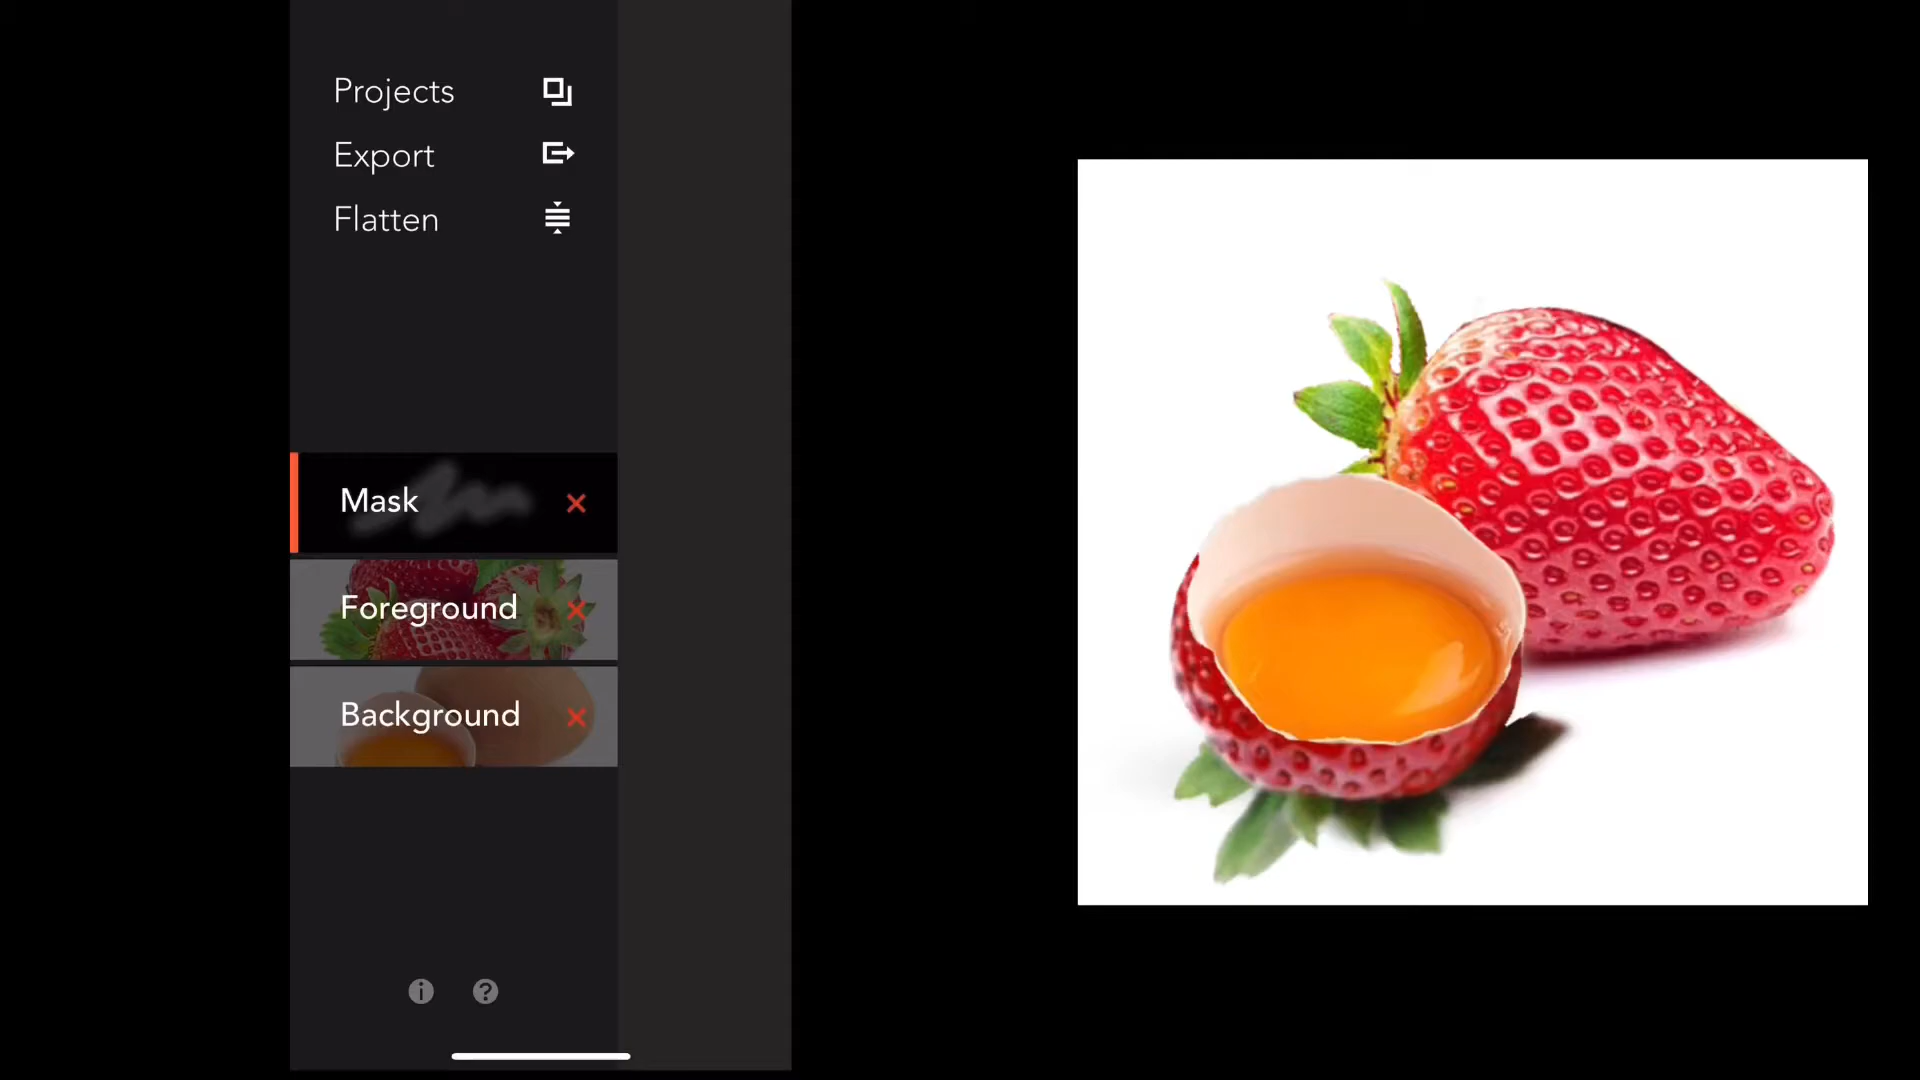 Projects
Export
Flatten
Mask
Foreground
Background